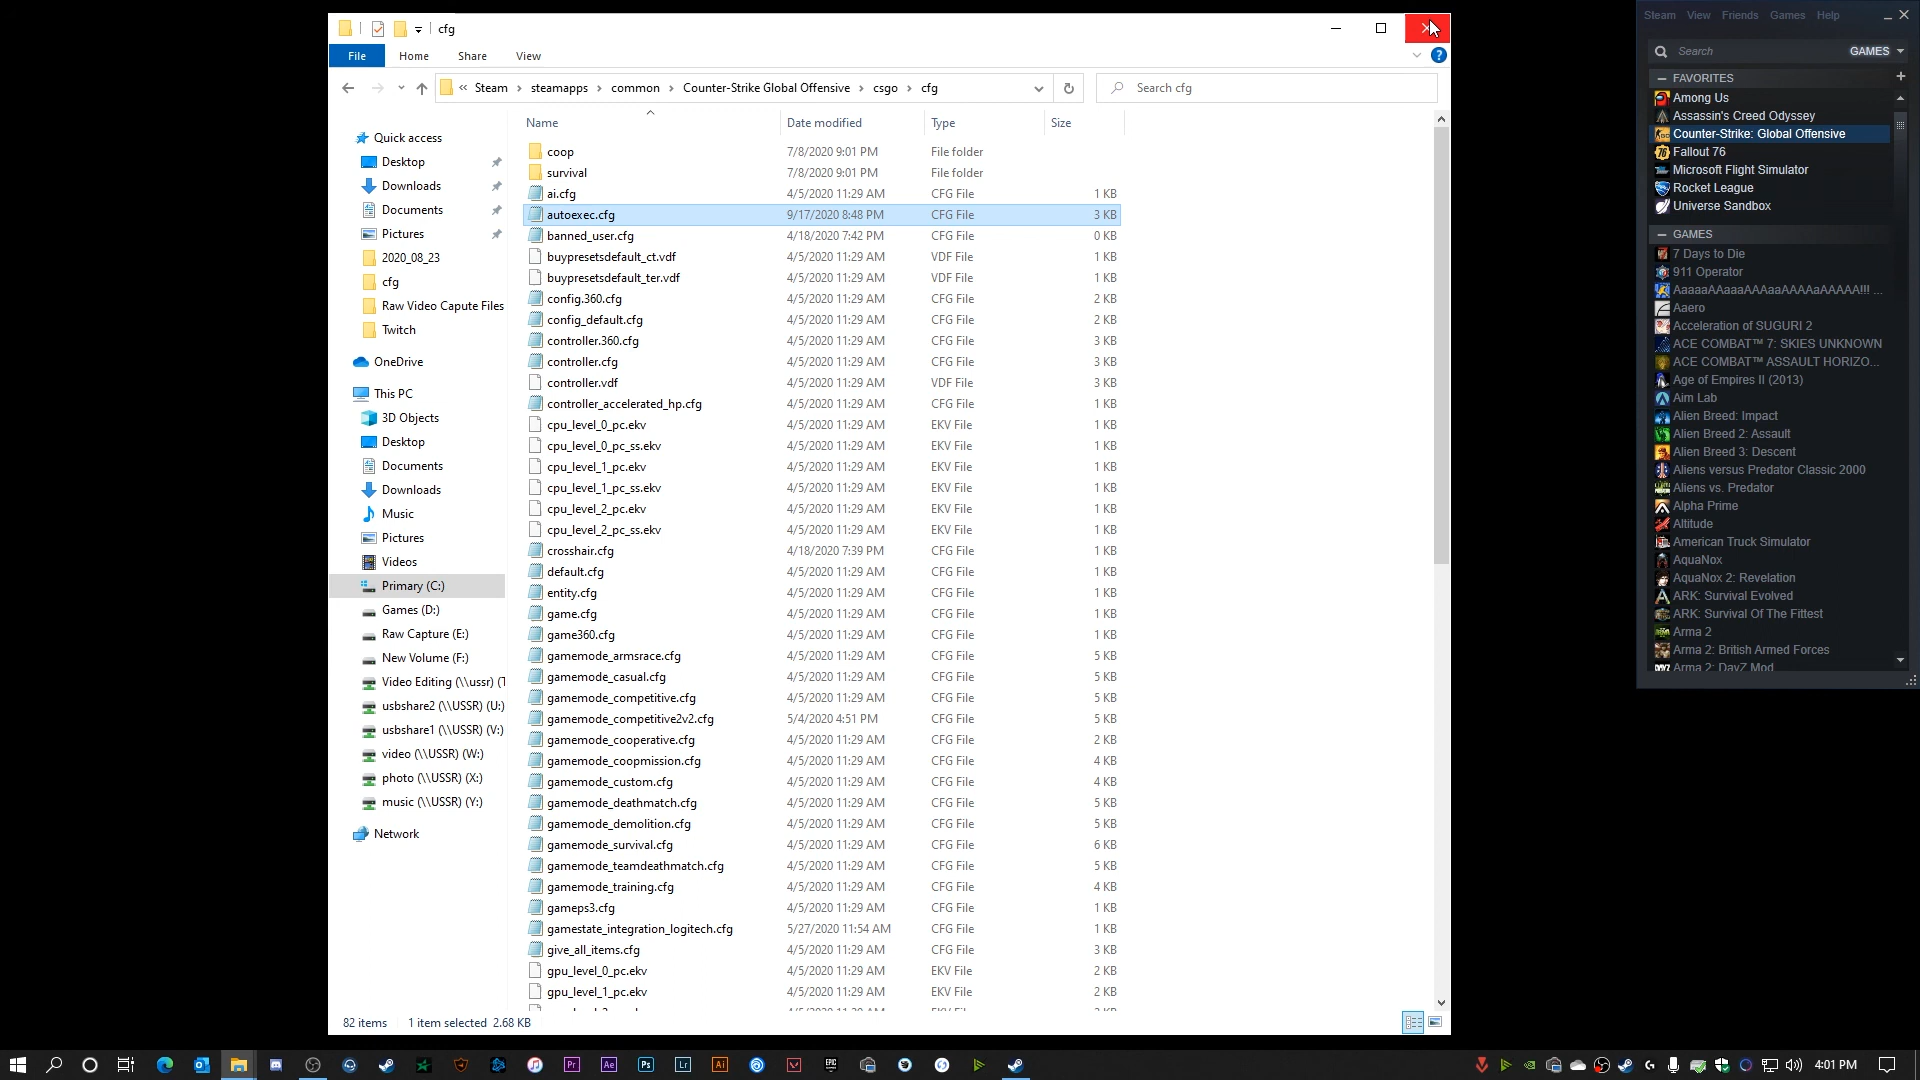 cfg
File Home Share View
« Steam › steamapps › common › Counter-Strike Global Offensive › csgo › cfg
Search cfg
Name Date modified Type Size
Quick access
Desktop
Downloads
Documents
Pictures
2020_08_23
cfg
Raw Video Capute Files
Twitch
OneDrive
This PC
3D Objects
Desktop
Documents
Downloads
Music
Pictures
Videos
Primary (C:)
Games (D:)
Raw Capture (E:)
New Volume (F:)
Video Editing (\\ussr) (T
usbshare2 (\\USSR) (U:)
usbshare1 (\\USSR) (V:)
video (\\USSR) (W:)
photo (\\USSR) (X:)
music (\\USSR) (Y:)
Network
coop 7/8/2020 9:01 PM File folder
survival 7/8/2020 9:01 PM File folder
ai.cfg 4/5/2020 11:29 AM CFG File 1 KB
autoexec.cfg 9/17/2020 8:48 PM CFG File 3 KB
banned_user.cfg 4/18/2020 7:42 PM CFG File 0 KB
buypresetsdefault_ct.vdf 4/5/2020 11:29 AM VDF File 1 KB
buypresetsdefault_ter.vdf 4/5/2020 11:29 AM VDF File 1 KB
config.360.cfg 4/5/2020 11:29 AM CFG File 2 KB
config_default.cfg 4/5/2020 11:29 AM CFG File 2 KB
controller.360.cfg 4/5/2020 11:29 AM CFG File 3 KB
controller.cfg 4/5/2020 11:29 AM CFG File 3 KB
controller.vdf 4/5/2020 11:29 AM VDF File 3 KB
controller_accelerated_hp.cfg 4/5/2020 11:29 AM CFG File 1 KB
cpu_level_0_pc.ekv 4/5/2020 11:29 AM EKV File 1 KB
cpu_level_0_pc_ss.ekv 4/5/2020 11:29 AM EKV File 1 KB
cpu_level_1_pc.ekv 4/5/2020 11:29 AM EKV File 1 KB
cpu_level_1_pc_ss.ekv 4/5/2020 11:29 AM EKV File 1 KB
cpu_level_2_pc.ekv 4/5/2020 11:29 AM EKV File 1 KB
cpu_level_2_pc_ss.ekv 4/5/2020 11:29 AM EKV File 1 KB
crosshair.cfg 4/18/2020 7:39 PM CFG File 1 KB
default.cfg 4/5/2020 11:29 AM CFG File 1 KB
entity.cfg 4/5/2020 11:29 AM CFG File 1 KB
game.cfg 4/5/2020 11:29 AM CFG File 1 KB
game360.cfg 4/5/2020 11:29 AM CFG File 1 KB
gamemode_armsrace.cfg 4/5/2020 11:29 AM CFG File 5 KB
gamemode_casual.cfg 4/5/2020 11:29 AM CFG File 5 KB
gamemode_competitive.cfg 4/5/2020 11:29 AM CFG File 5 KB
gamemode_competitive2v2.cfg 5/4/2020 4:51 PM CFG File 5 KB
gamemode_cooperative.cfg 4/5/2020 11:29 AM CFG File 2 KB
gamemode_coopmission.cfg 4/5/2020 11:29 AM CFG File 4 KB
gamemode_custom.cfg 4/5/2020 11:29 AM CFG File 4 KB
gamemode_deathmatch.cfg 4/5/2020 11:29 AM CFG File 5 KB
gamemode_demolition.cfg 4/5/2020 11:29 AM CFG File 5 KB
gamemode_survival.cfg 4/5/2020 11:29 AM CFG File 6 KB
gamemode_teamdeathmatch.cfg 4/5/2020 11:29 AM CFG File 5 KB
gamemode_training.cfg 4/5/2020 11:29 AM CFG File 4 KB
gameps3.cfg 4/5/2020 11:29 AM CFG File 1 KB
gamestate_integration_logitech.cfg 5/27/2020 11:54 AM CFG File 1 KB
give_all_items.cfg 4/5/2020 11:29 AM CFG File 3 KB
gpu_level_0_pc.ekv 4/5/2020 11:29 AM EKV File 2 KB
gpu_level_1_pc.ekv 4/5/2020 11:29 AM EKV File 2 KB
82 items 1 item selected 2.68 KB
Steam View Friends Games Help
Search GAMES
FAVORITES
Among Us
Assassin's Creed Odyssey
Counter-Strike: Global Offensive
Fallout 76
Microsoft Flight Simulator
Rocket League
Universe Sandbox
GAMES
7 Days to Die
911 Operator
AaaaaAAaaaAAAaaAAAAaAAAAA!!! ...
Aaero
Acceleration of SUGURI 2
ACE COMBAT™ 7: SKIES UNKNOWN
ACE COMBAT™ ASSAULT HORIZO...
Age of Empires II (2013)
Aim Lab
Alien Breed: Impact
Alien Breed 2: Assault
Alien Breed 3: Descent
Aliens versus Predator Classic 2000
Aliens vs. Predator
Alpha Prime
Altitude
American Truck Simulator
AquaNox
AquaNox 2: Revelation
ARK: Survival Evolved
ARK: Survival Of The Fittest
Arma 2
Arma 2: British Armed Forces
Arma 2: DayZ Mod
Pr Ae Ps Lr Ai EPIC
4:01 PM